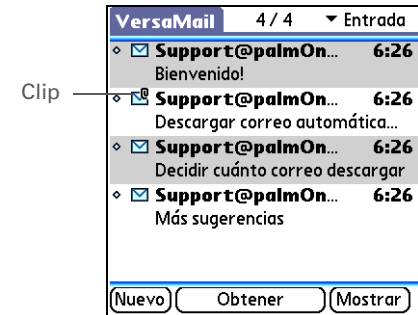 VersaMail 4 / 4 Entrada
Support@palmOn... 6:26
Bienvenido!
Clip
Support@palmOn... 6:26
Descargar correo automática...
Support@palmOn... 6:26
Decidir cuánto correo descargar
Support@palmOn... 6:26
Más sugerencias
Nuevo Obtener Mostrar